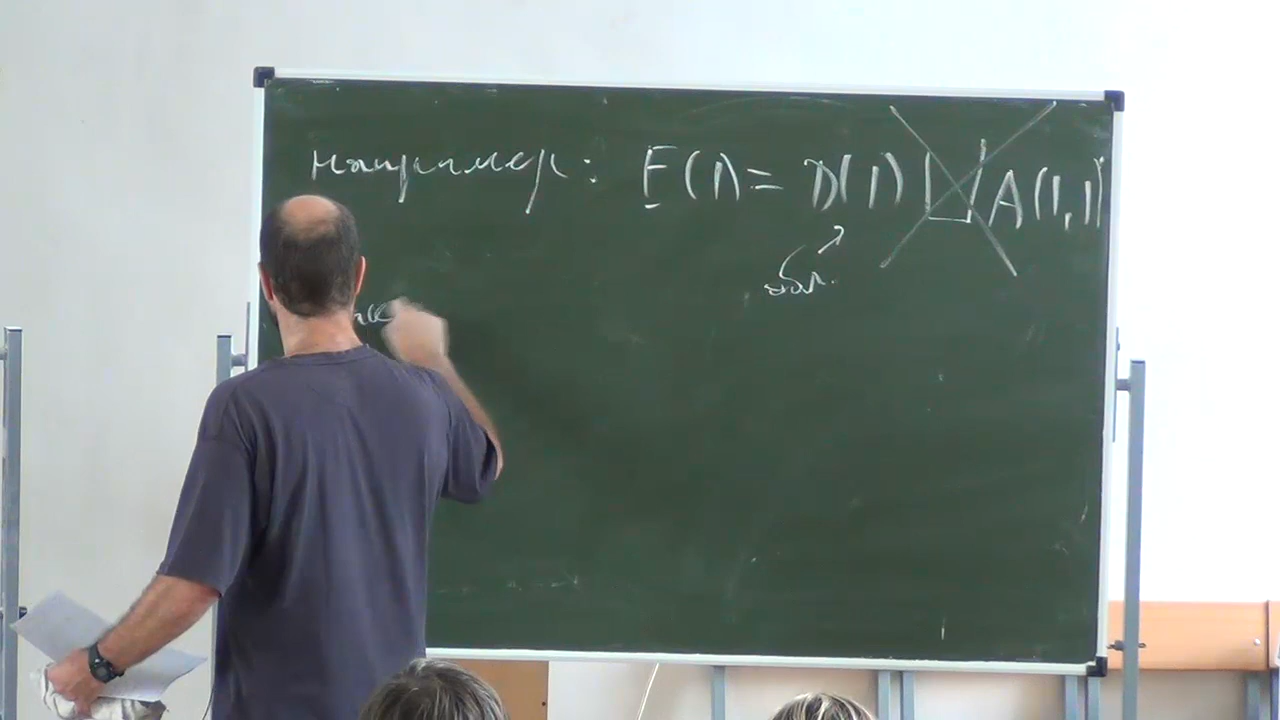 например: E(1) = D(1) ⊔ A(1,1)